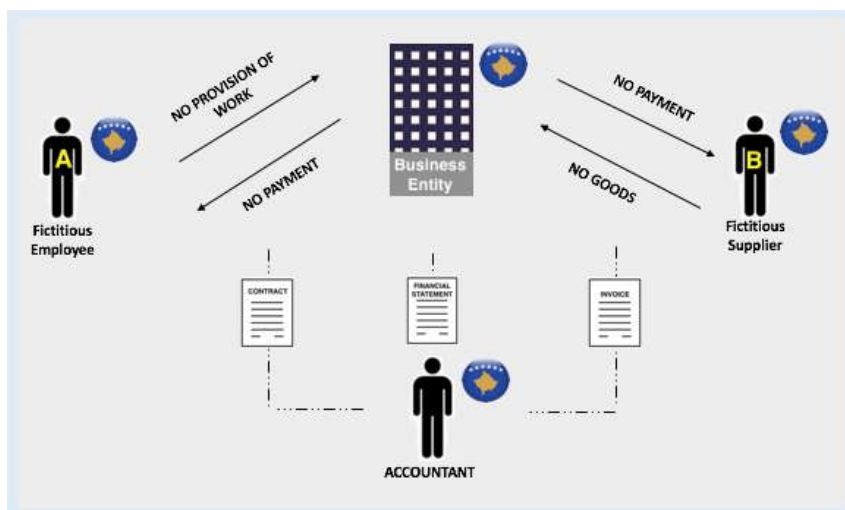 NO PROVISION OF
WORK
NO PAYMENT
A
Fictitious
Employee
Business
Entity
NO PAYMENT
NO GOODS
B
Fictitious
Supplier
CONTRACT
FINANCIAL
STATEMENT
INVOICE
ACCOUNTANT